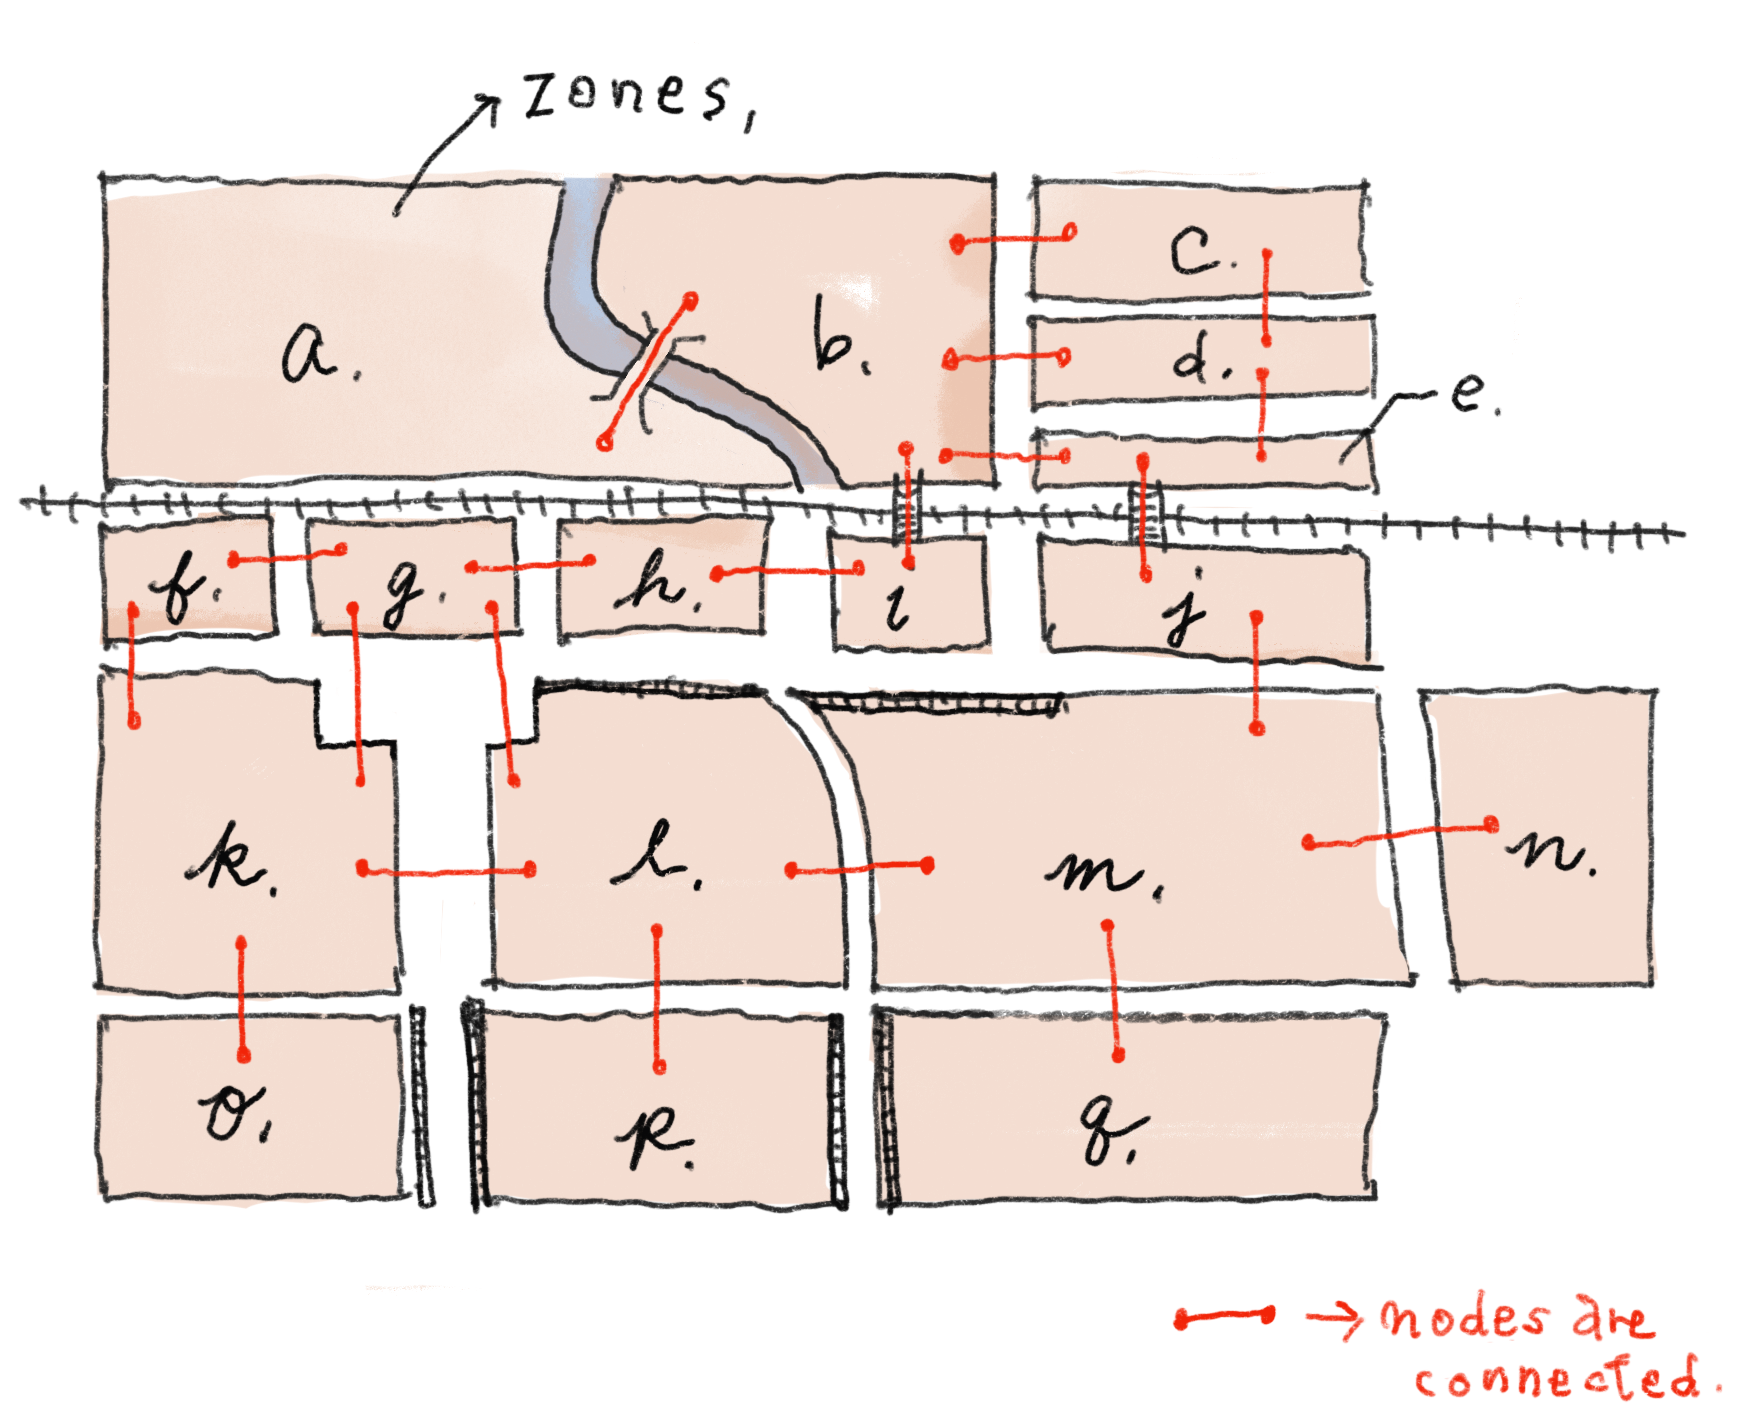 zones,
a.
b.
c.
d.
e.
f.
g.
h.
i
j
k.
l.
m.
n.
o.
p.
q.
→ nodes are
connected.